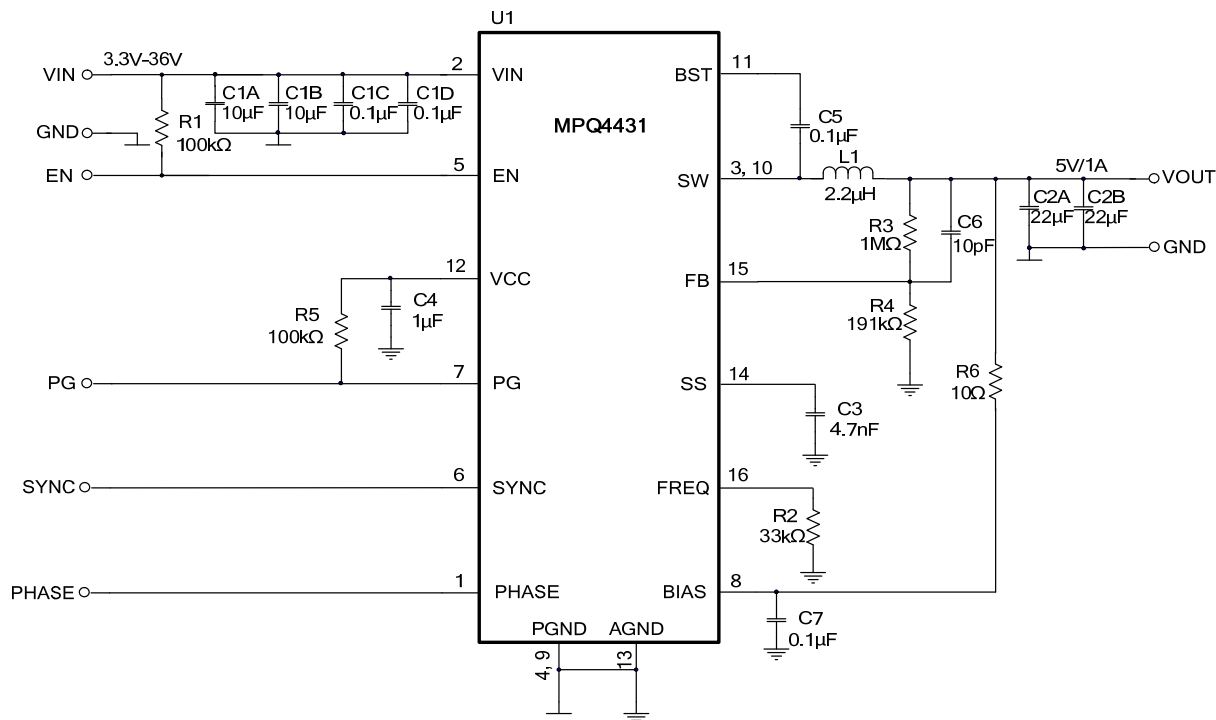 U1
MPQ4431
3.3V-36V
VIN
GND
EN
R1
100kΩ
C1A
10µF
C1B
10µF
C1C
0.1µF
C1D
0.1µF
2
VIN
5
EN
12
VCC
R5
100kΩ
C4
1µF
PG
7
PG
SYNC
6
SYNC
PHASE
1
PHASE
PGND
AGND
4, 9
13
BST
11
C5
0.1µF
SW
3, 10
L1
2.2µH
5V/1A
VOUT
C2A
22µF
C2B
22µF
GND
R3
1MΩ
C6
10pF
FB
15
R4
191kΩ
R6
10Ω
SS
14
C3
4.7nF
FREQ
16
R2
33kΩ
BIAS
8
C7
0.1µF